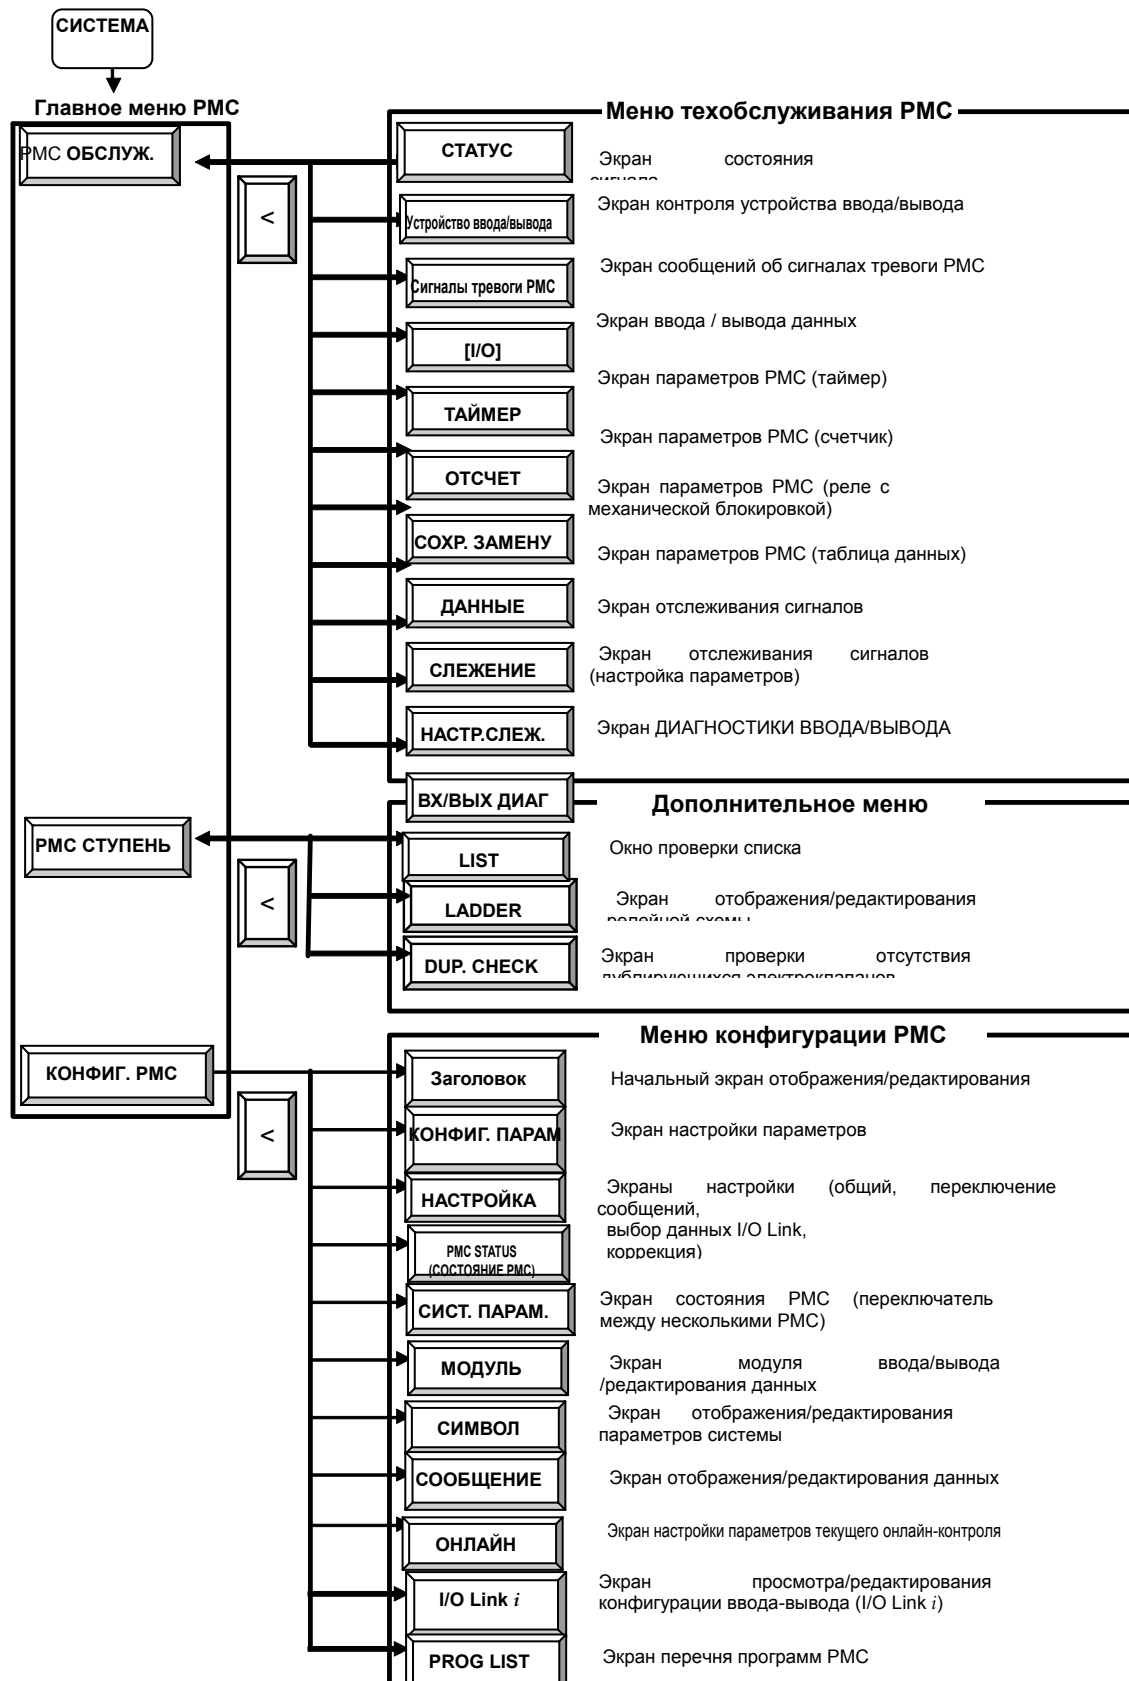 СИСТЕМА
Главное меню PMC
Меню техобслуживания PMC
PMC ОБСЛУЖ.
<
СТАТУС
Экран состояния
сигнала
Устройство ввода/вывода
Экран контроля устройства ввода/вывода
Сигналы тревоги PMC
Экран сообщений об сигналах тревоги PMC
[I/O]
Экран ввода / вывода данных
ТАЙМЕР
Экран параметров PMC (таймер)
ОТСЧЕТ
Экран параметров PMC (счетчик)
СОХР. ЗАМЕНУ
Экран параметров PMC (реле с
механической блокировкой)
ДАННЫЕ
Экран параметров PMC (таблица данных)
СЛЕЖЕНИЕ
Экран отслеживания сигналов
НАСТР.СЛЕЖ.
Экран отслеживания сигналов
(настройка параметров)
ВХ/ВЫХ ДИАГ
Экран ДИАГНОСТИКИ ВВОДА/ВЫВОДА
Дополнительное меню
PMC СТУПЕНЬ
<
LIST
Окно проверки списка
LADDER
Экран отображения/редактирования
релейной схемы
DUP. CHECK
Экран проверки отсутствия
дублирующихся электроклапанов
Меню конфигурации PMC
КОНФИГ. PMC
<
Заголовок
Начальный экран отображения/редактирования
КОНФИГ. ПАРАМ
Экран настройки параметров
НАСТРОЙКА
Экраны настройки (общий, переключение
сообщений,
выбор данных I/O Link,
коррекция)
PMC STATUS
(СОСТОЯНИЕ PMC)
СИСТ. ПАРАМ.
Экран состояния PMC (переключатель
между несколькими PMC)
МОДУЛЬ
Экран модуля ввода/вывода
/редактирования данных
СИМВОЛ
Экран отображения/редактирования
параметров системы
СООБЩЕНИЕ
Экран отображения/редактирования данных
ОНЛАЙН
Экран настройки параметров текущего онлайн-контроля
I/O Link i
Экран просмотра/редактирования
конфигурации ввода-вывода (I/O Link i)
PROG LIST
Экран перечня программ PMC